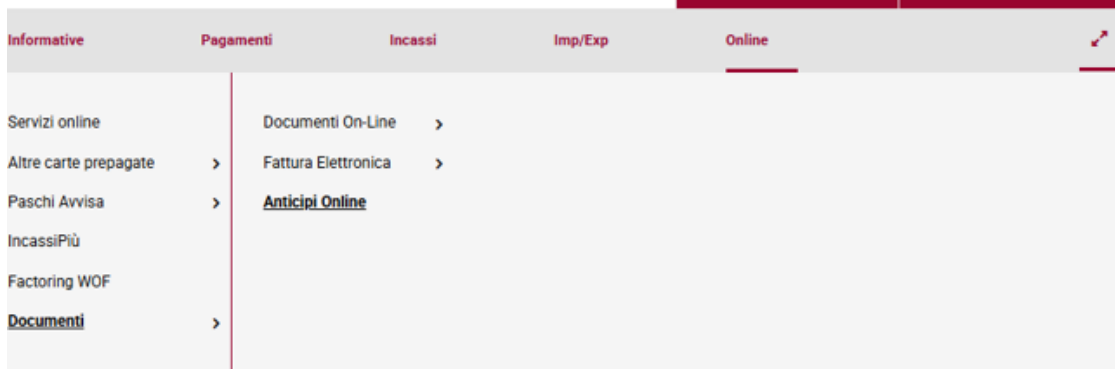 Informative Pagamenti Incassi Imp/Exp Online
Servizi online
Altre carte prepagate
Paschi Avvisa
IncassiPiù
Factoring WOF
Documenti
Documenti On-Line
Fattura Elettronica
Anticipi Online